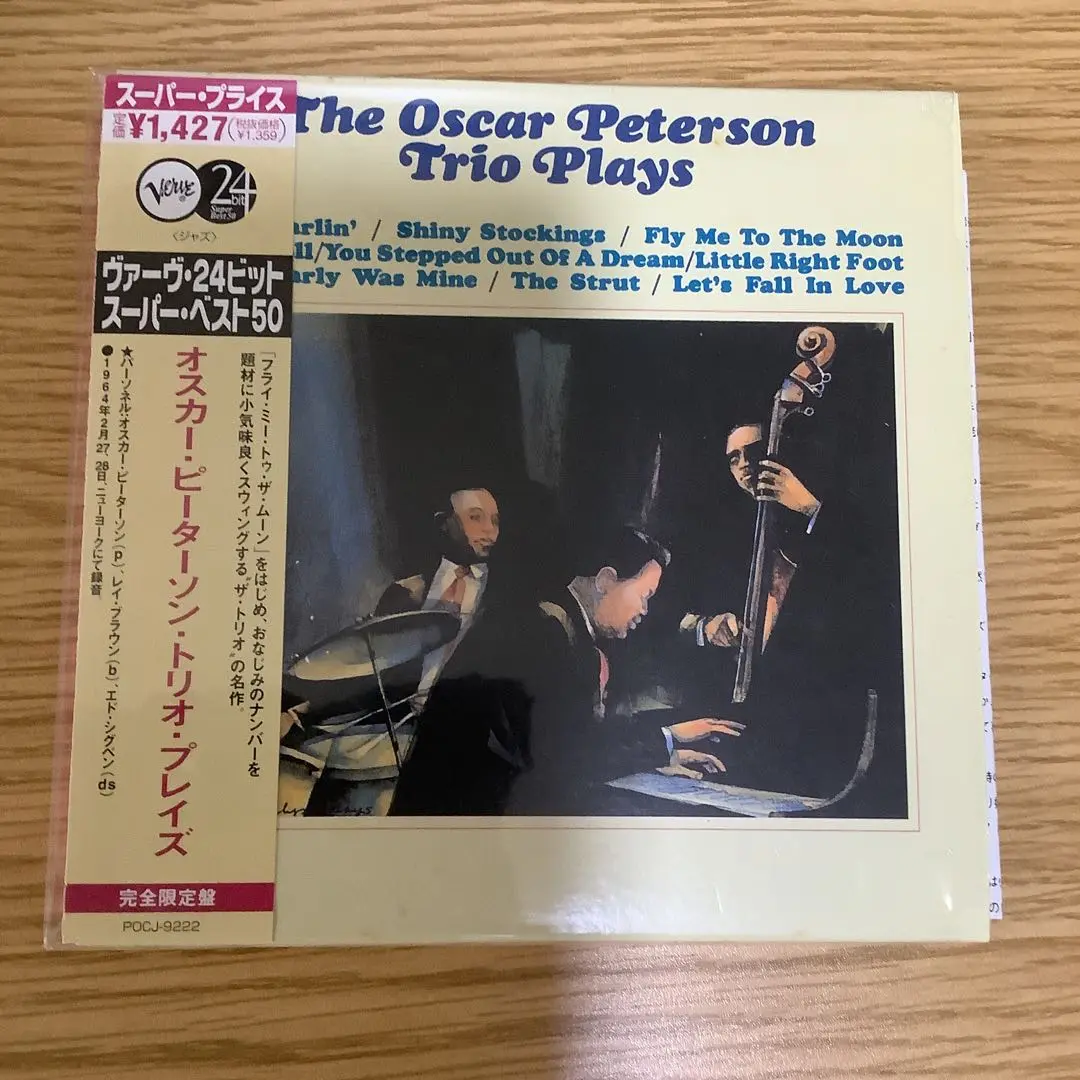 スーパー・プライス
定価 ¥1,427 (税抜価格 ¥1,359)
Verve
24bit
Super Best 50
〈ジャズ〉
ヴァーヴ・24ビット
スーパー・ベスト50
「フライ・ミー・トゥ・ザ・ムーン」をはじめ、おなじみのナンバーを
題材に小気味良くスウィングする“ザ・トリオ”の名作。
オスカー・ピーターソン・トリオ・プレイズ
★パーソネル:オスカー・ピーターソン(p)、レイ・ブラウン(b)、エド・シグペン(ds)
●1964年2月27、28日、ニューヨークにて録音
完全限定盤
POCJ-9222
The Oscar Peterson
Trio Plays
arlin' / Shiny Stockings / Fly Me To The Moon
ll/You Stepped Out Of A Dream/Little Right Foot
arly Was Mine / The Strut / Let's Fall In Love